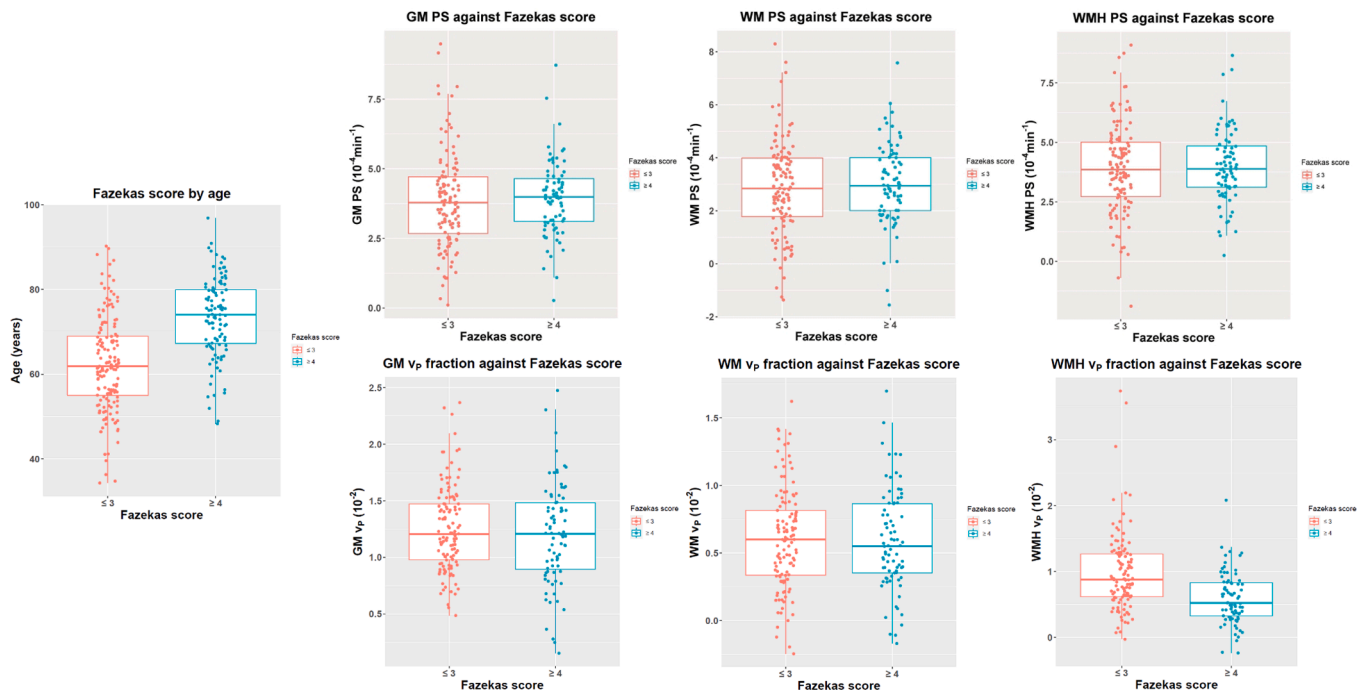 Fazekas score by age
Age (years)
100
80
60
40
≤ 3
≥ 4
Fazekas score
Fazekas score
≤ 3
≥ 4
GM PS against Fazekas score
GM PS (10⁻⁴min⁻¹)
7.5
5.0
2.5
0.0
≤ 3
≥ 4
Fazekas score
Fazekas score
≤ 3
≥ 4
WM PS against Fazekas score
WM PS (10⁻⁴min⁻¹)
8
6
4
2
0
-2
≤ 3
≥ 4
Fazekas score
Fazekas score
≤ 3
≥ 4
WMH PS against Fazekas score
WMH PS (10⁻⁴min⁻¹)
7.5
5.0
2.5
0.0
≤ 3
≥ 4
Fazekas score
Fazekas score
≤ 3
≥ 4
GM vₚ fraction against Fazekas score
GM vₚ (10⁻²)
2.5
2.0
1.5
1.0
0.5
≤ 3
≥ 4
Fazekas score
Fazekas score
≤ 3
≥ 4
WM vₚ fraction against Fazekas score
WM vₚ (10⁻²)
1.5
1.0
0.5
0.0
≤ 3
≥ 4
Fazekas score
Fazekas score
≤ 3
≥ 4
WMH vₚ fraction against Fazekas score
WMH vₚ (10⁻²)
3
2
1
0
≤ 3
≥ 4
Fazekas score
Fazekas score
≤ 3
≥ 4